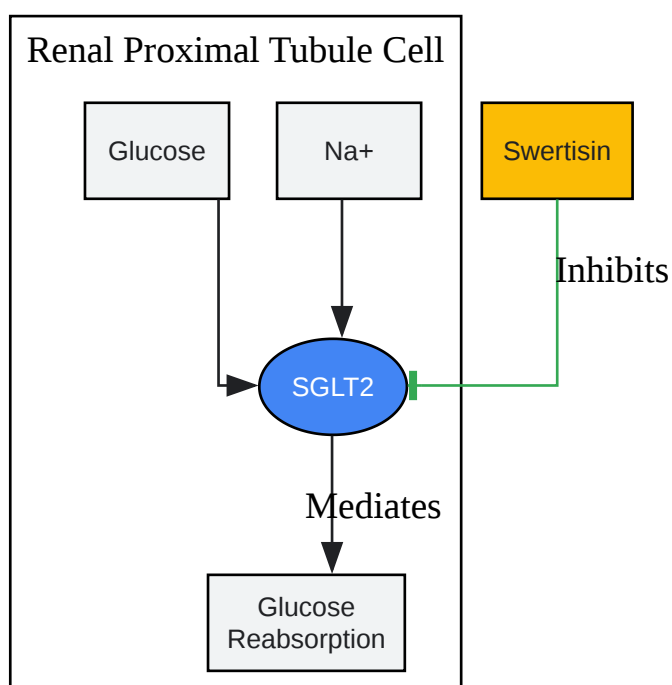 Renal Proximal Tubule Cell
Glucose
Na+
Swertisin
Inhibits
SGLT2
Mediates
Glucose
Reabsorption